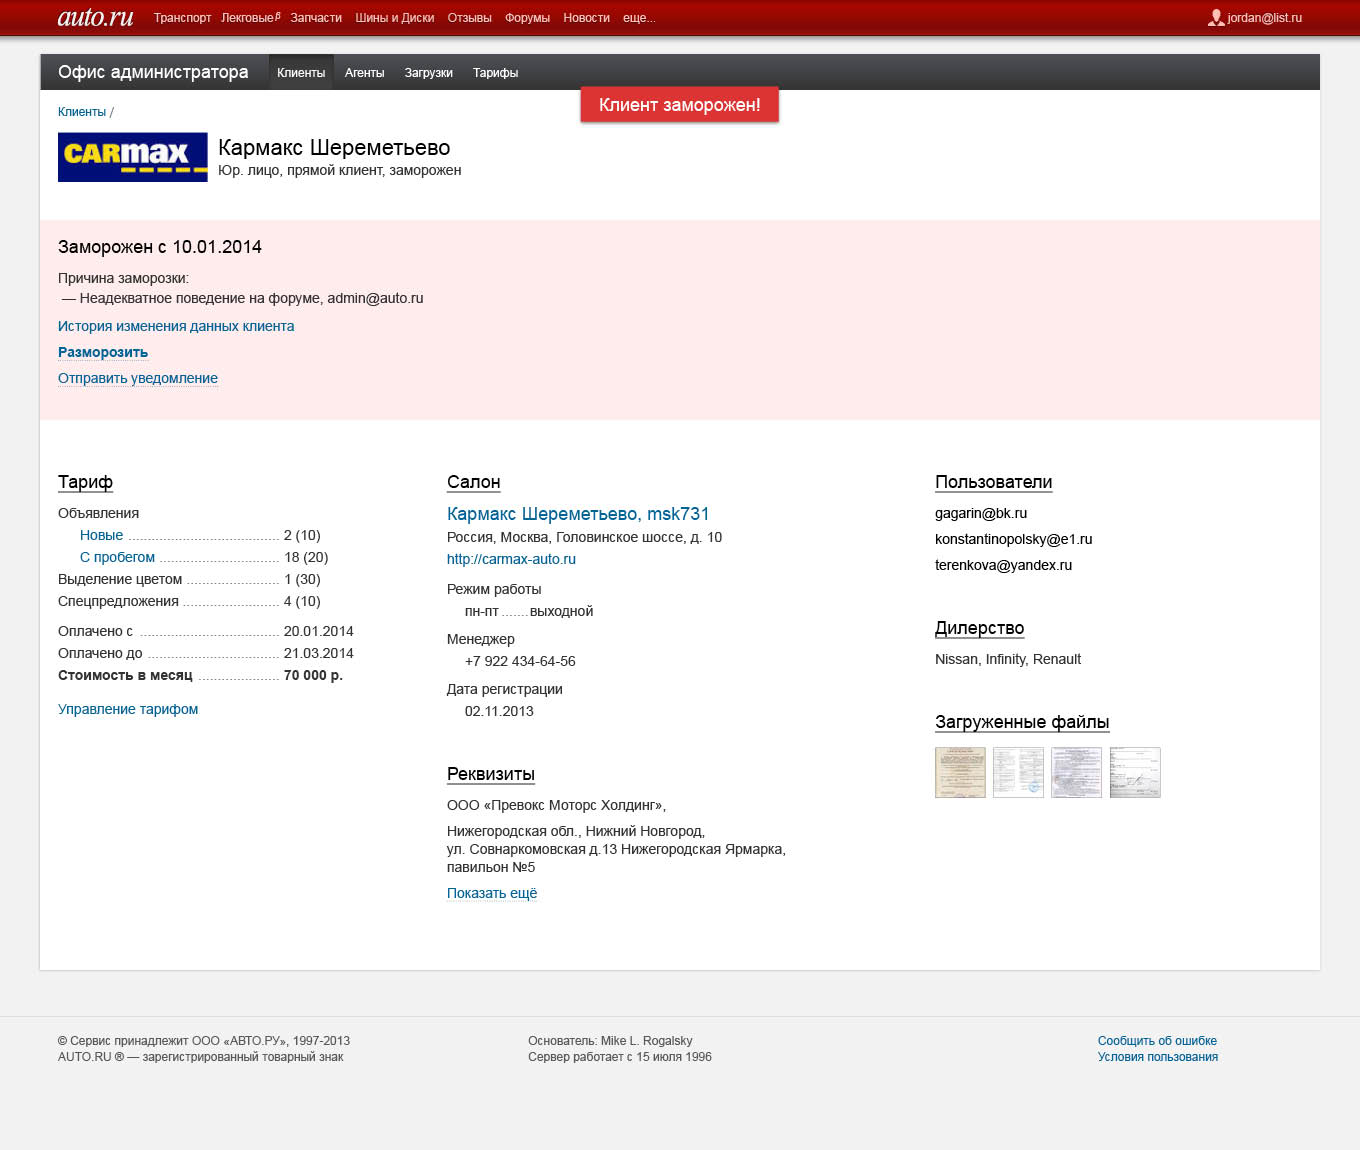 auto.ru Транспорт Легковыеβ Запчасти Шины и Диски Отзывы Форумы Новости еще... jordan@list.ru
Офис администратора Клиенты Агенты Загрузки Тарифы
Клиент заморожен!
Клиенты /
CARmax
Кармакс Шереметьево
Юр. лицо, прямой клиент, заморожен
Заморожен с 10.01.2014
Причина заморозки:
— Неадекватное поведение на форуме, admin@auto.ru
История изменения данных клиента
Разморозить
Отправить уведомление
Тариф
Объявления
Новые ...................................... 2 (10)
С пробегом .............................. 18 (20)
Выделение цветом ....................... 1 (30)
Спецпредложения ........................ 4 (10)
Оплачено с ................................... 20.01.2014
Оплачено до ................................. 21.03.2014
Стоимость в месяц ..................... 70 000 р.
Управление тарифом
Салон
Кармакс Шереметьево, msk731
Россия, Москва, Головинское шоссе, д. 10
http://carmax-auto.ru
Режим работы
пн-пт .......выходной
Менеджер
+7 922 434-64-56
Дата регистрации
02.11.2013
Реквизиты
ООО «Превокс Моторс Холдинг»,
Нижегородская обл., Нижний Новгород,
ул. Совнаркомовская д.13 Нижегородская Ярмарка,
павильон №5
Показать ещё
Пользователи
gagarin@bk.ru
konstantinopolsky@e1.ru
terenkova@yandex.ru
Дилерство
Nissan, Infinity, Renault
Загруженные файлы
© Сервис принадлежит ООО «АВТО.РУ», 1997-2013
AUTO.RU ® — зарегистрированный товарный знак
Основатель: Mike L. Rogalsky
Сервер работает с 15 июля 1996
Сообщить об ошибке
Условия пользования